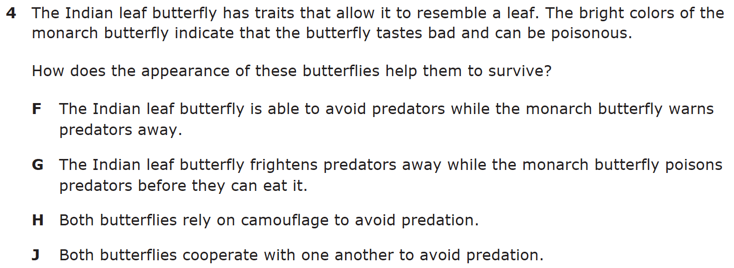 4 The Indian leaf butterfly has traits that allow it to resemble a leaf. The bright colors of the
monarch butterfly indicate that the butterfly tastes bad and can be poisonous.
How does the appearance of these butterflies help them to survive?
F The Indian leaf butterfly is able to avoid predators while the monarch butterfly warns
predators away.
G The Indian leaf butterfly frightens predators away while the monarch butterfly poisons
predators before they can eat it.
H Both butterflies rely on camouflage to avoid predation.
J Both butterflies cooperate with one another to avoid predation.